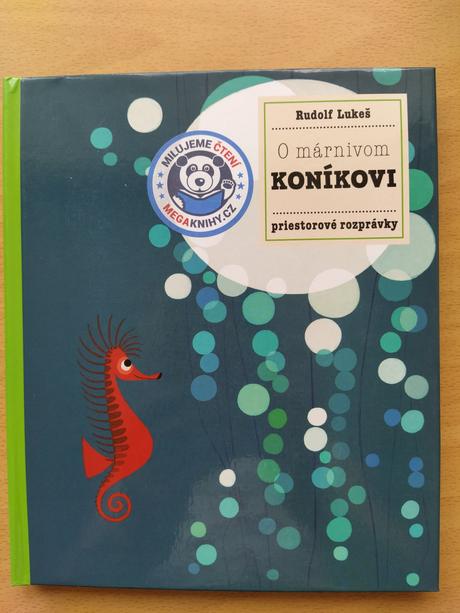 Rudolf Lukeš
O márnivom
KONÍKOVI
priestorové rozprávky
MILUJEME ČTENÍ
MEGAKNIHY.CZ